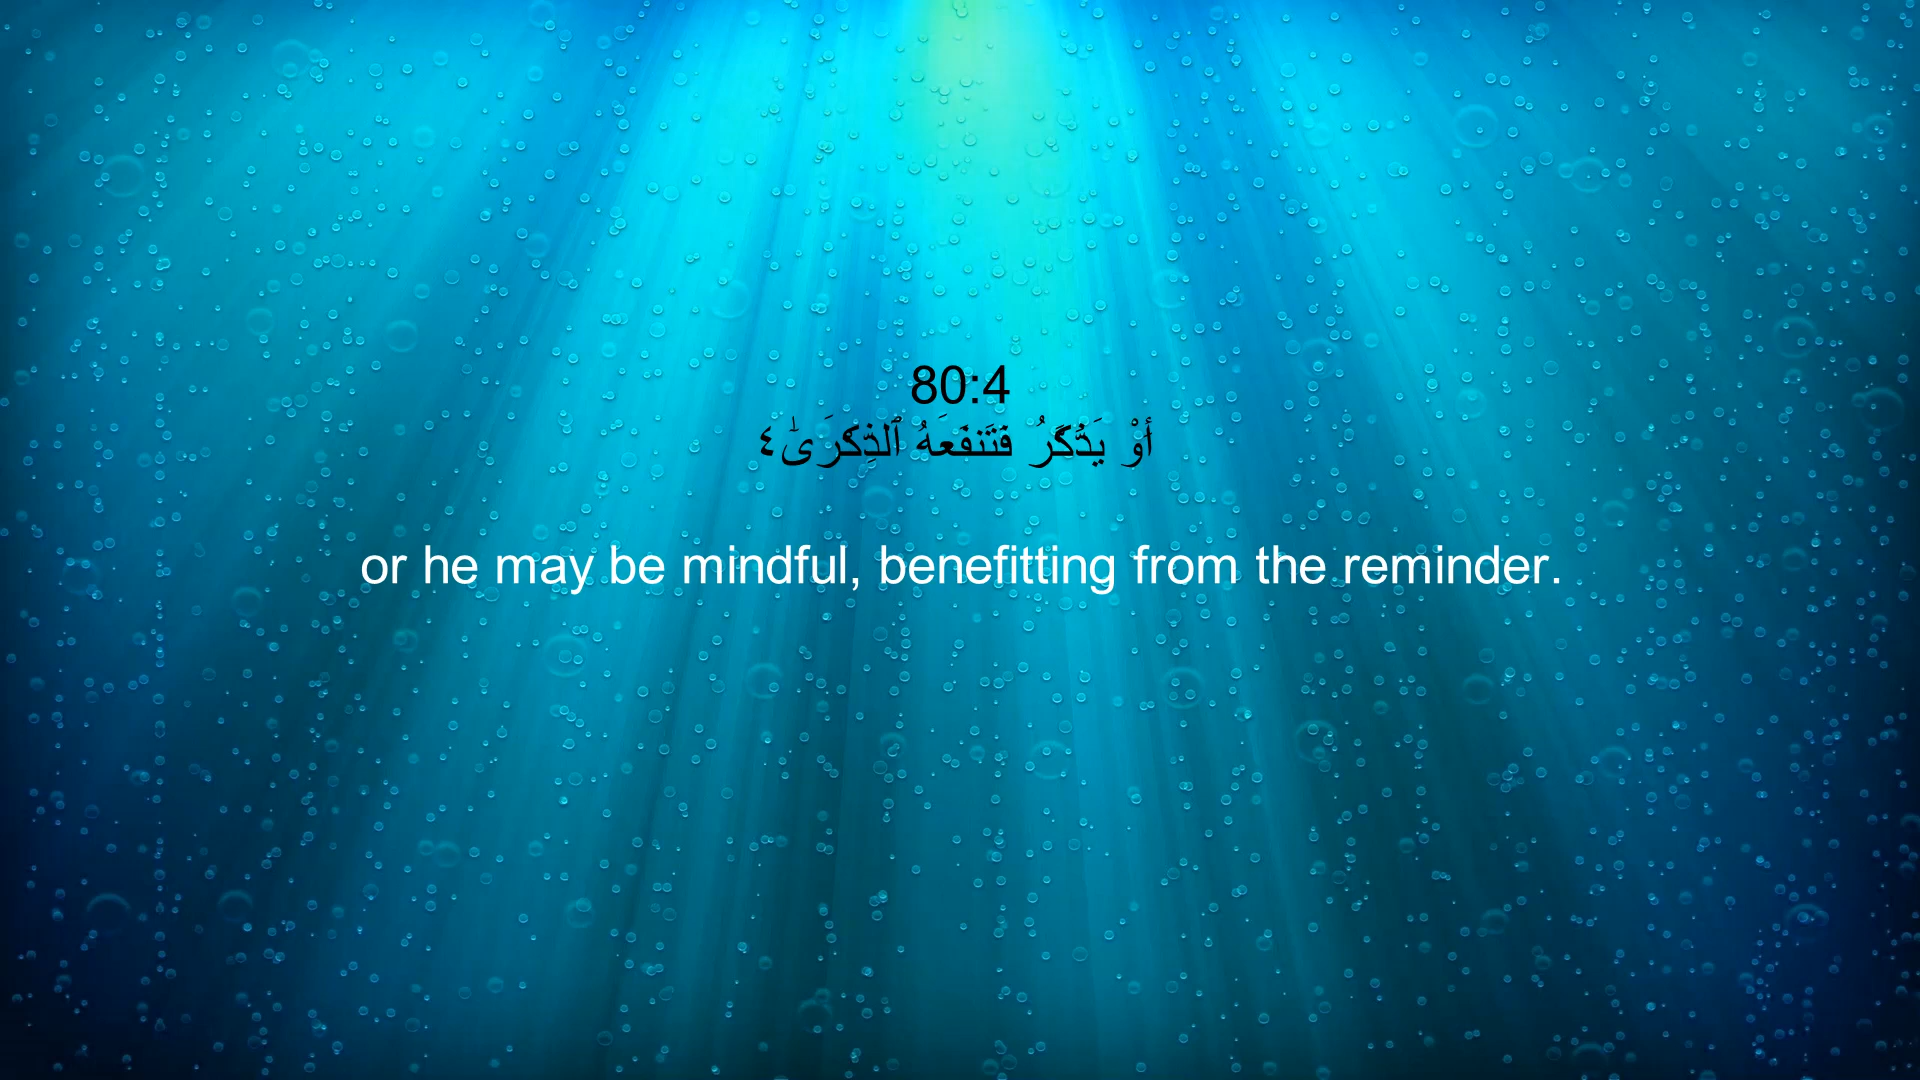 80:4
أَوْ يَذَّكَّرُ فَتَنفَعَهُ ٱلذِّكْرَىٰٓ ٤
or he may be mindful, benefitting from the reminder.